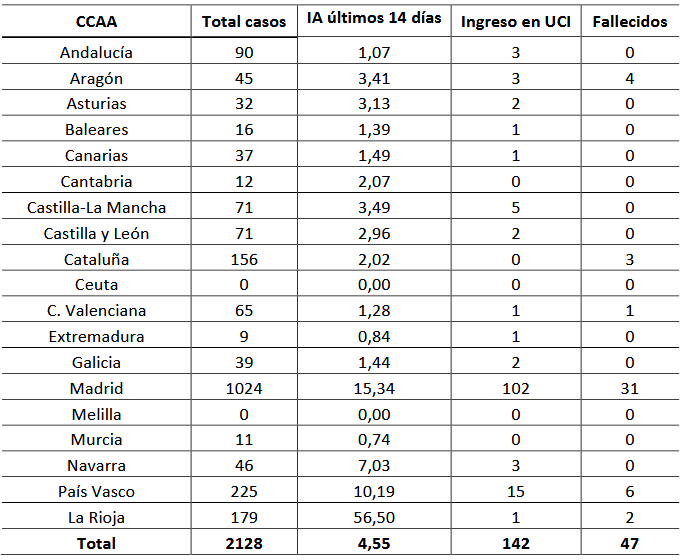 CCAA Total casos IA últimos 14 días Ingreso en UCI Fallecidos
Andalucía 90 1,07 3 0
Aragón 45 3,41 3 4
Asturias 32 3,13 2 0
Baleares 16 1,39 1 0
Canarias 37 1,49 1 0
Cantabria 12 2,07 0 0
Castilla-La Mancha 71 3,49 5 0
Castilla y León 71 2,96 2 0
Cataluña 156 2,02 0 3
Ceuta 0 0,00 0 0
C. Valenciana 65 1,28 1 1
Extremadura 9 0,84 1 0
Galicia 39 1,44 2 0
Madrid 1024 15,34 102 31
Melilla 0 0,00 0 0
Murcia 11 0,74 0 0
Navarra 46 7,03 3 0
País Vasco 225 10,19 15 6
La Rioja 179 56,50 1 2
Total 2128 4,55 142 47